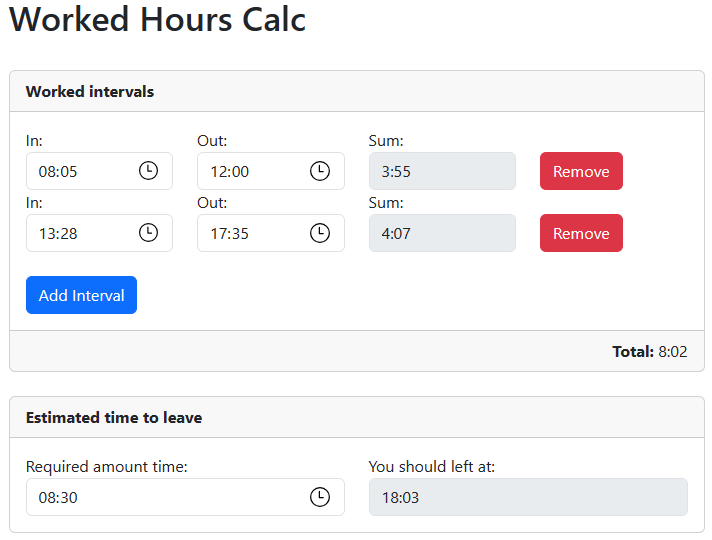 Worked Hours Calc
Worked intervals
In: Out: Sum:
08:05 12:00 3:55 Remove
In: Out: Sum:
13:28 17:35 4:07 Remove
Add Interval
Total: 8:02
Estimated time to leave
Required amount time: You should left at:
08:30 18:03